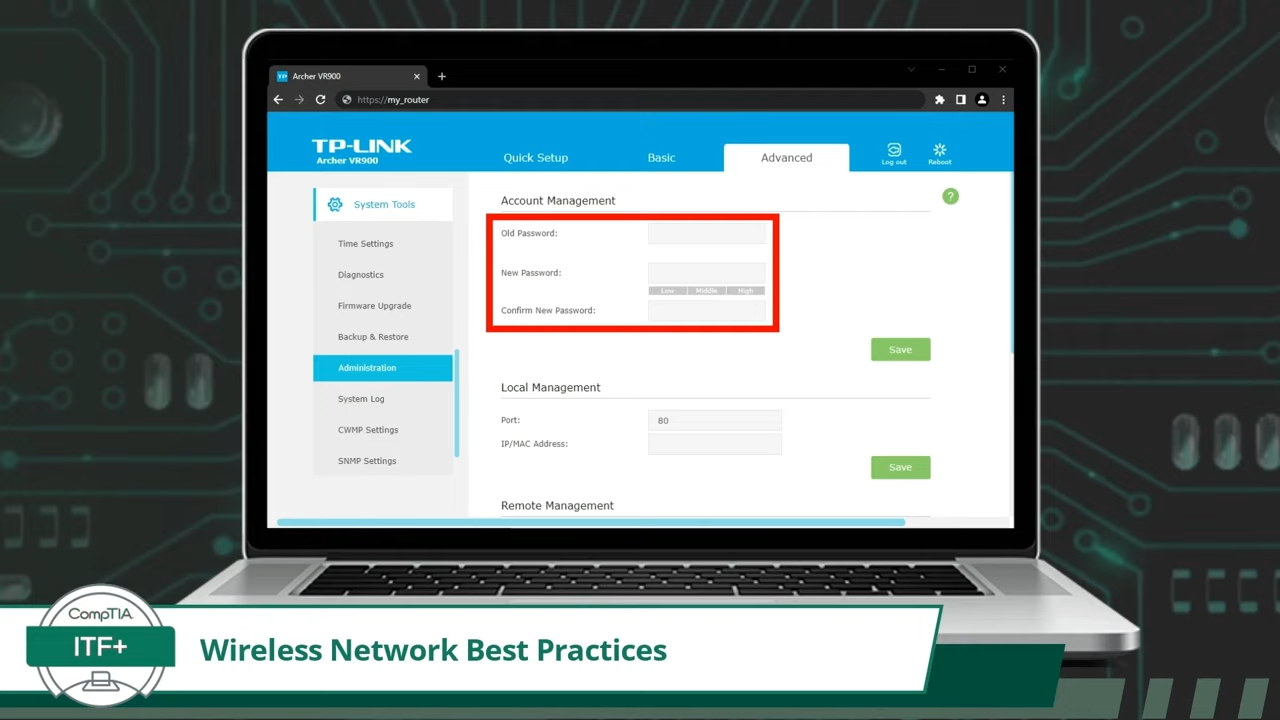 Archer VR900
https://my_router
TP-LINK
Archer VR900
Quick Setup
Basic
Advanced
Log out
Reboot
System Tools
Time Settings
Diagnostics
Firmware Upgrade
Backup & Restore
Administration
System Log
CWMP Settings
SNMP Settings
Account Management
?
Old Password:
New Password:
Low Middle High
Confirm New Password:
Save
Local Management
Port: 80
IP/MAC Address:
Save
Remote Management
CompTIA
ITF+
Wireless Network Best Practices